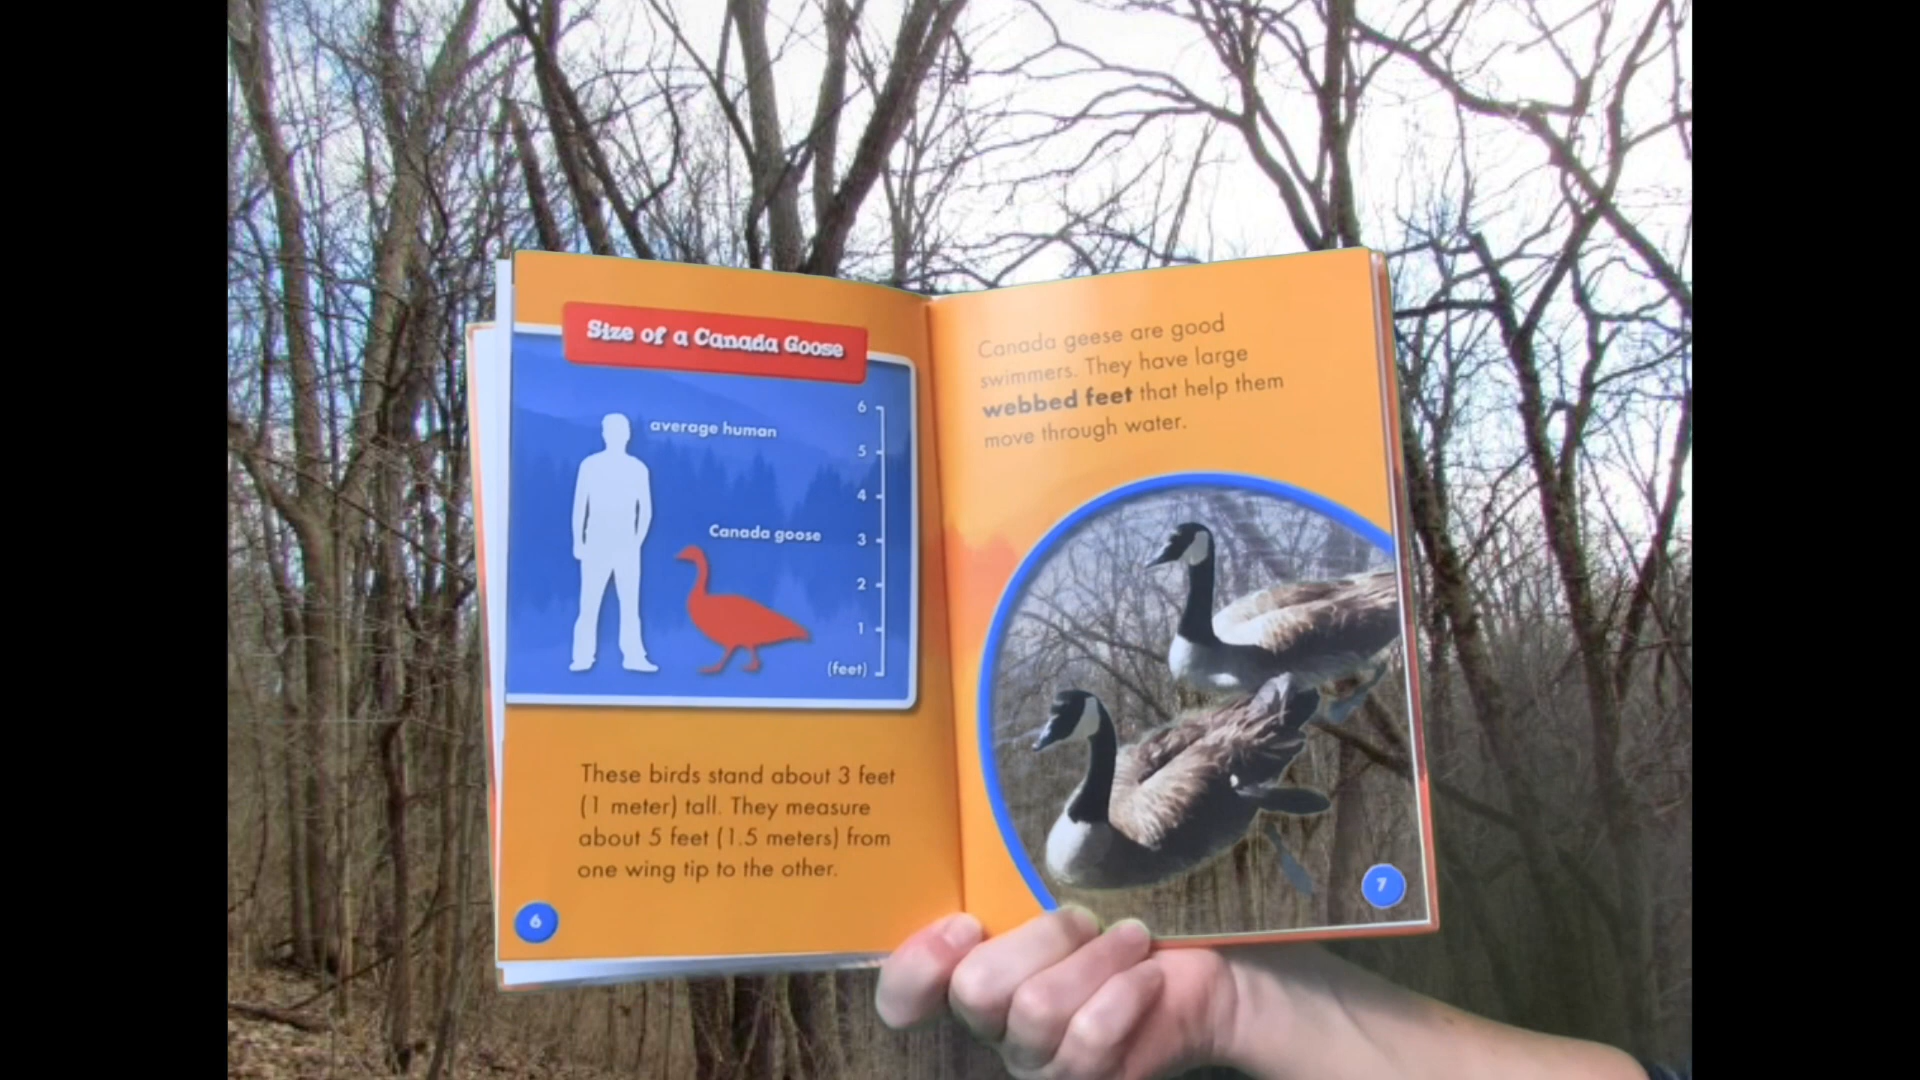 Size of a Canada Goose
average human
Canada goose
6
5
4
3
2
1
(feet)
These birds stand about 3 feet
(1 meter) tall. They measure
about 5 feet (1.5 meters) from
one wing tip to the other.
6
Canada geese are good
swimmers. They have large
webbed feet that help them
move through water.
7